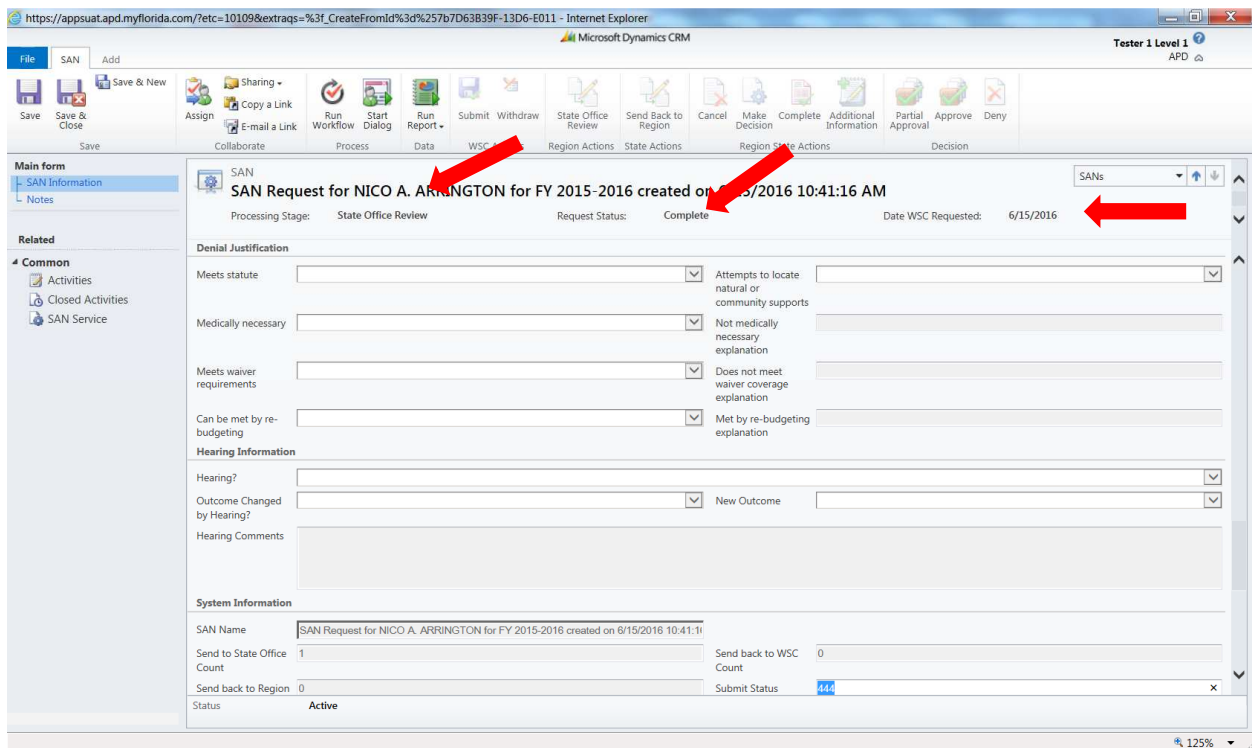 https://appsuat.apd.myflorida.com/?etc=10109&extraqs=%3f_CreateFromId%3d%257b7D63B39F-13D6-E011 - Internet Explorer
Microsoft Dynamics CRM
Tester 1 Level 1
APD
File SAN Add
Save
Save & Close
Save & New
Assign
Sharing
Copy a Link
E-mail a Link
Run Workflow
Start Dialog
Run Report
Submit
Withdraw
State Office Review
Send Back to Region
Cancel
Make Decision
Complete
Additional Information
Partial Approval
Approve
Deny
Save
Collaborate
Process
Data
WSC
Region Actions
State Actions
Region State Actions
Decision
Main form
SAN Information
Notes
Related
Common
Activities
Closed Activities
SAN Service
SAN
SANs
SAN Request for NICO A. ARRINGTON for FY 2015-2016 created on 6/15/2016 10:41:16 AM
Processing Stage: State Office Review Request Status: Complete Date WSC Requested: 6/15/2016
Denial Justification
Meets statute
Attempts to locate
natural or
community supports
Medically necessary
Not medically
necessary
explanation
Meets waiver
requirements
Does not meet
waiver coverage
explanation
Can be met by re-
budgeting
Met by re-budgeting
explanation
Hearing Information
Hearing?
Outcome Changed
by Hearing?
New Outcome
Hearing Comments
System Information
SAN Name SAN Request for NICO A. ARRINGTON for FY 2015-2016 created on 6/15/2016 10:41:1
Send to State Office
Count
1
Send back to WSC
Count
0
Send back to Region 0
Submit Status 444
Status Active
125%